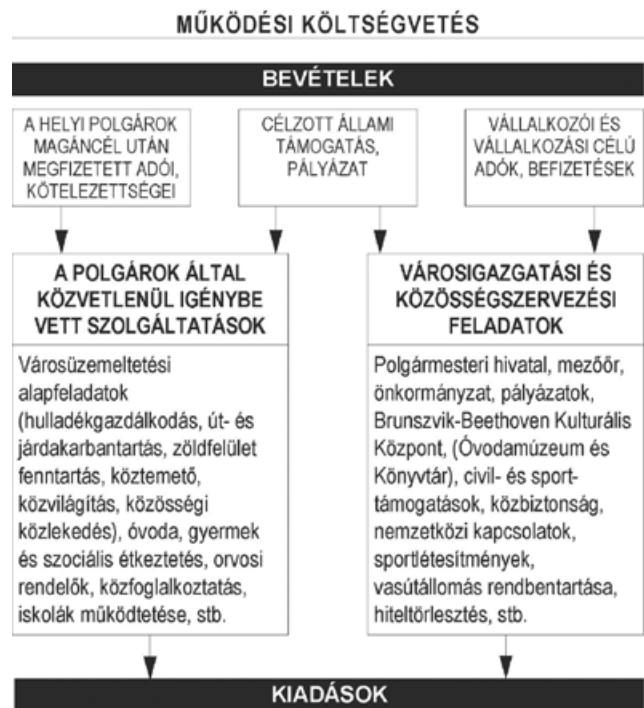 MŰKÖDÉSI KÖLTSÉGVETÉS
BEVÉTELEK
A HELYI POLGÁROK
MAGÁNCÉL UTÁN
MEGFIZETETT ADÓI,
KÖTELEZETTSÉGEI
CÉLZOTT ÁLLAMI
TÁMOGATÁS,
PÁLYÁZAT
VÁLLALKOZÓI ÉS
VÁLLALKOZÁSI CÉLÚ
ADÓK, BEFIZETÉSEK
A POLGÁROK ÁLTAL
KÖZVETLENÜL IGÉNYBE
VETT SZOLGÁLTATÁSOK
Városüzemeltetési
alapfeladatok
(hulladékgazdálkodás, út- és
járdakarbantartás, zöldfelület
fenntartás, köztemető,
közvilágítás, közösségi
közlekedés), óvoda, gyermek
és szociális étkeztetés, orvosi
rendelők, közfoglalkoztatás,
iskolák működtetése, stb.
VÁROSIGAZGATÁSI ÉS
KÖZÖSSÉGSZERVEZÉSI
FELADATOK
Polgármesteri hivatal, mezőőr,
önkormányzat, pályázatok,
Brunszvik-Beethoven Kulturális
Központ, (Óvodamúzeum és
Könyvtár), civil- és sport-
támogatások, közbiztonság,
nemzetközi kapcsolatok,
sportlétesítmények,
vasútállomás rendbentartása,
hiteltörlesztés, stb.
KIADÁSOK